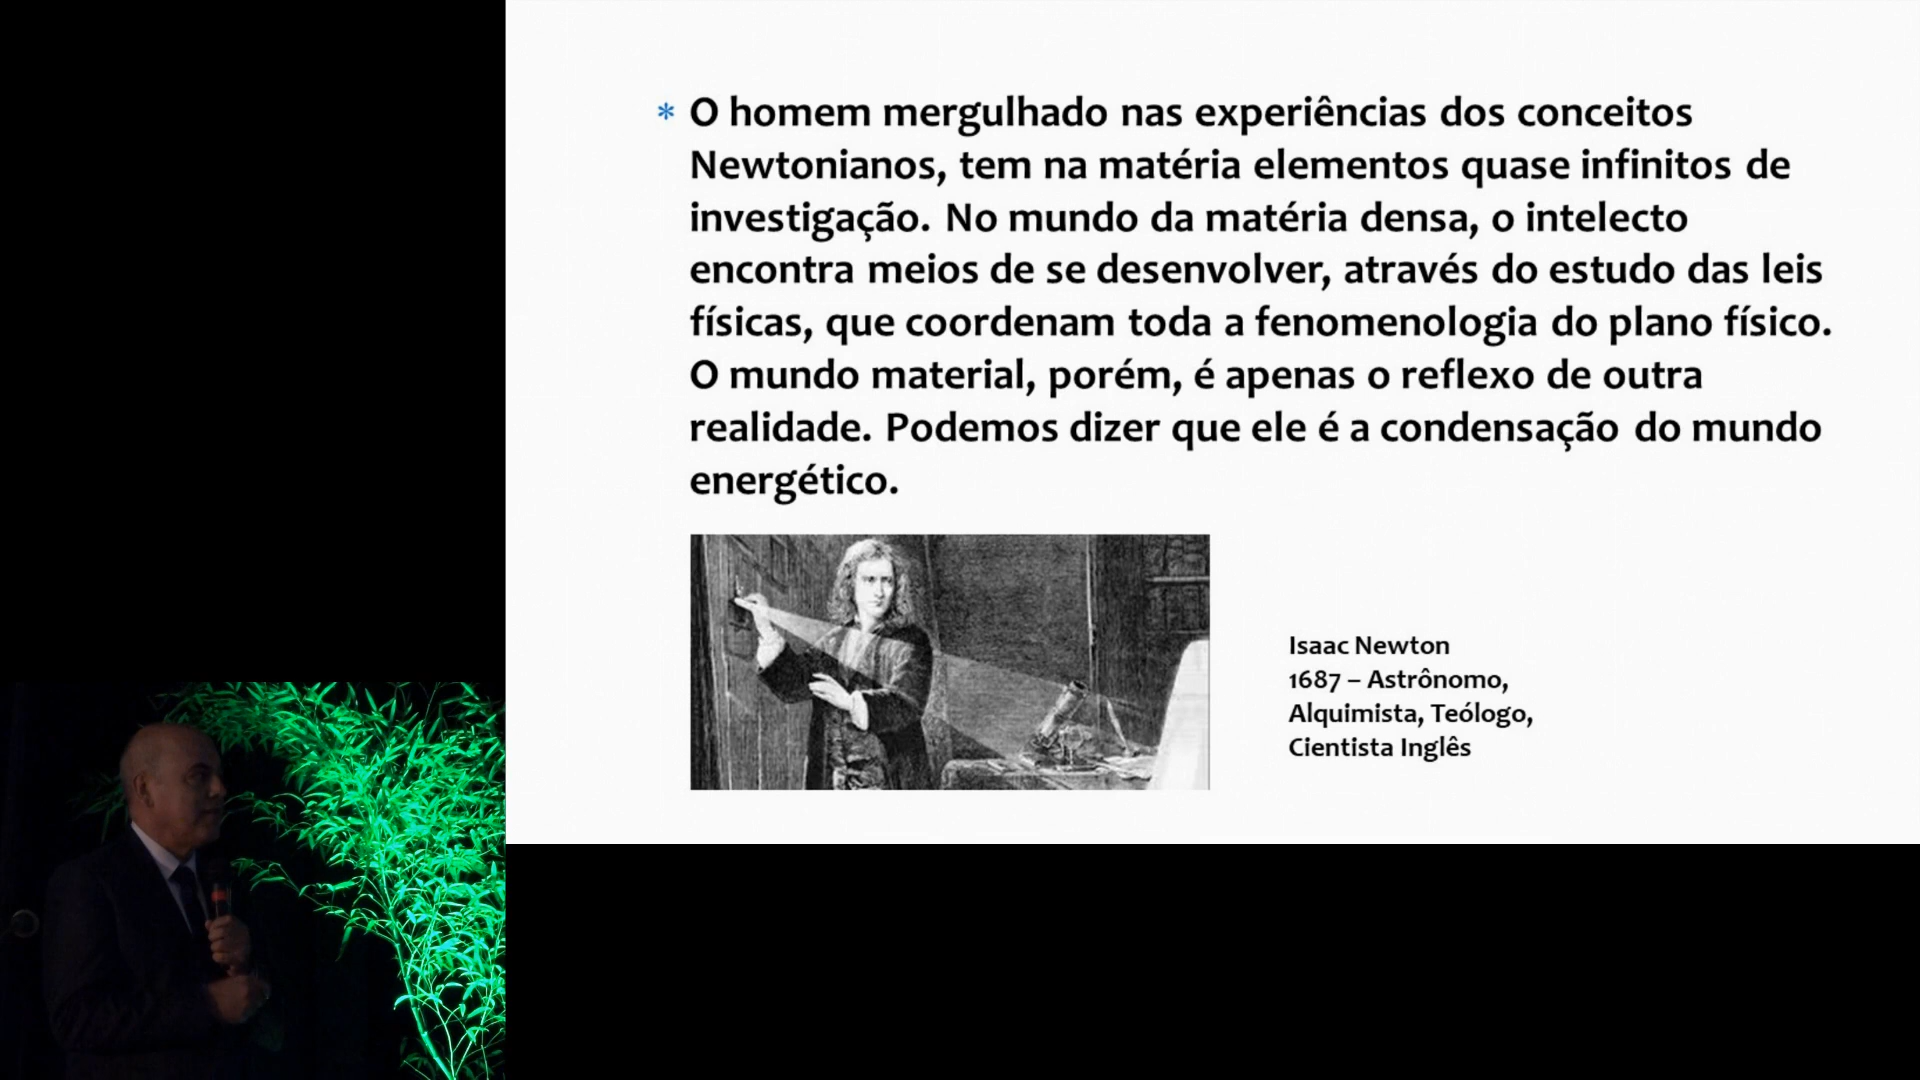 * O homem mergulhado nas experiências dos conceitos
Newtonianos, tem na matéria elementos quase infinitos de
investigação. No mundo da matéria densa, o intelecto
encontra meios de se desenvolver, através do estudo das leis
físicas, que coordenam toda a fenomenologia do plano físico.
O mundo material, porém, é apenas o reflexo de outra
realidade. Podemos dizer que ele é a condensação do mundo
energético.
Isaac Newton
1687 – Astrônomo,
Alquimista, Teólogo,
Cientista Inglês